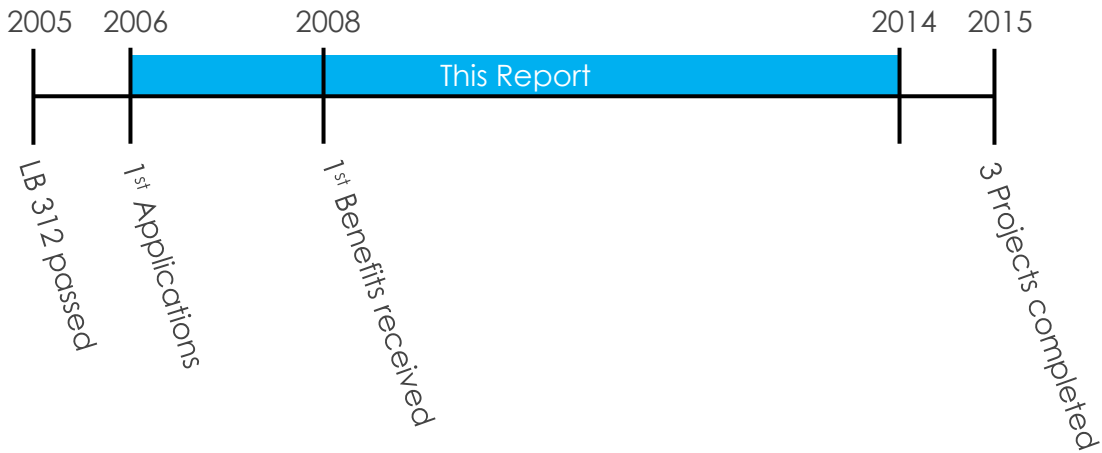 2005
2006
2008
2014
2015
This Report
LB 312 passed
1st Applications
1st Benefits received
3 Projects completed